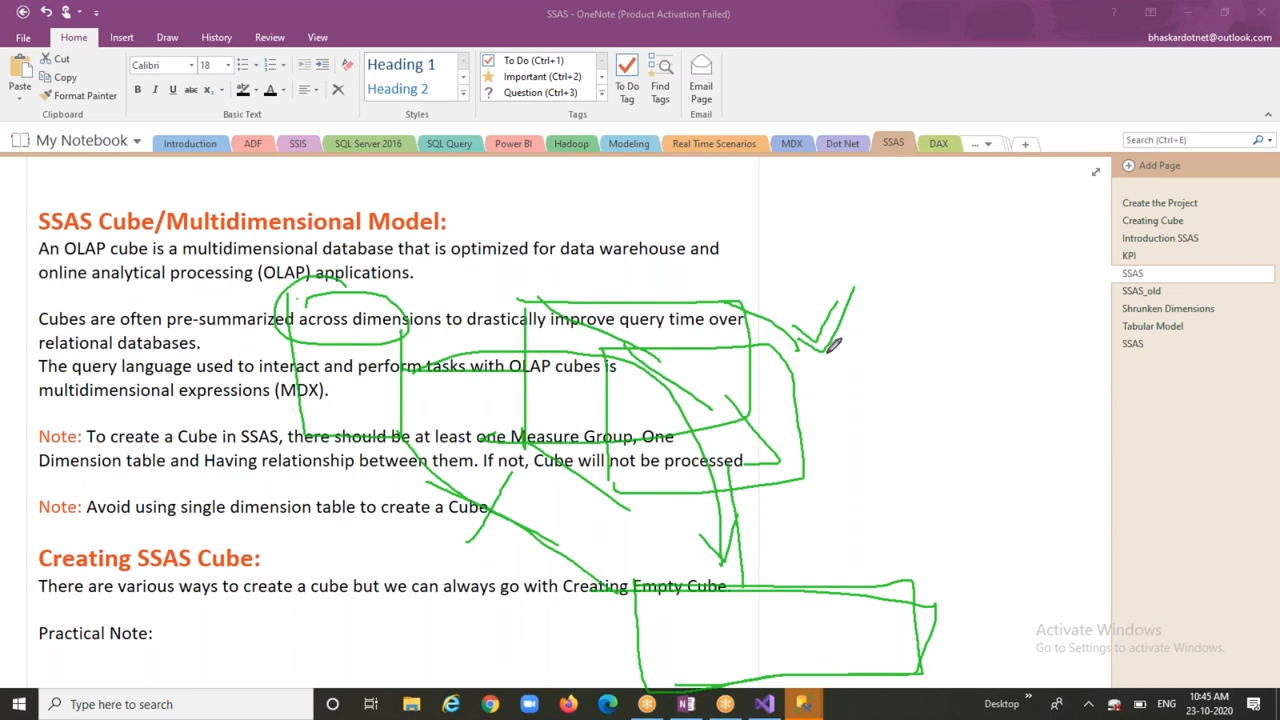 SSAS - OneNote (Product Activation Failed)
File Home Insert Draw History Review View
bhaskardotnet@outlook.com
Paste
Cut
Copy
Format Painter
Clipboard
Calibri 18
B I U abc x₂ A
Basic Text
Heading 1
Heading 2
Styles
To Do (Ctrl+1)
Important (Ctrl+2)
Question (Ctrl+3)
Tags
To Do Tag
Find Tags
Email Page
Email
My Notebook
Introduction ADF SSIS SQL Server 2016 SQL Query Power BI Hadoop Modeling Real Time Scenarios MDX Dot Net SSAS DAX ...
Search (Ctrl+E)
Add Page
Create the Project
Creating Cube
Introduction SSAS
KPI
SSAS
SSAS_old
Shrunken Dimensions
Tabular Model
SSAS
SSAS Cube/Multidimensional Model:
An OLAP cube is a multidimensional database that is optimized for data warehouse and
online analytical processing (OLAP) applications.
Cubes are often pre-summarized across dimensions to drastically improve query time over
relational databases.
The query language used to interact and perform tasks with OLAP cubes is
multidimensional expressions (MDX).
Note: To create a Cube in SSAS, there should be at least one Measure Group, One
Dimension table and Having relationship between them. If not, Cube will not be processed
Note: Avoid using single dimension table to create a Cube.
Creating SSAS Cube:
There are various ways to create a cube but we can always go with Creating Empty Cube.
Practical Note:
Activate Windows
Go to Settings to activate Windows.
Type here to search
Desktop
ENG
10:45 AM
23-10-2020